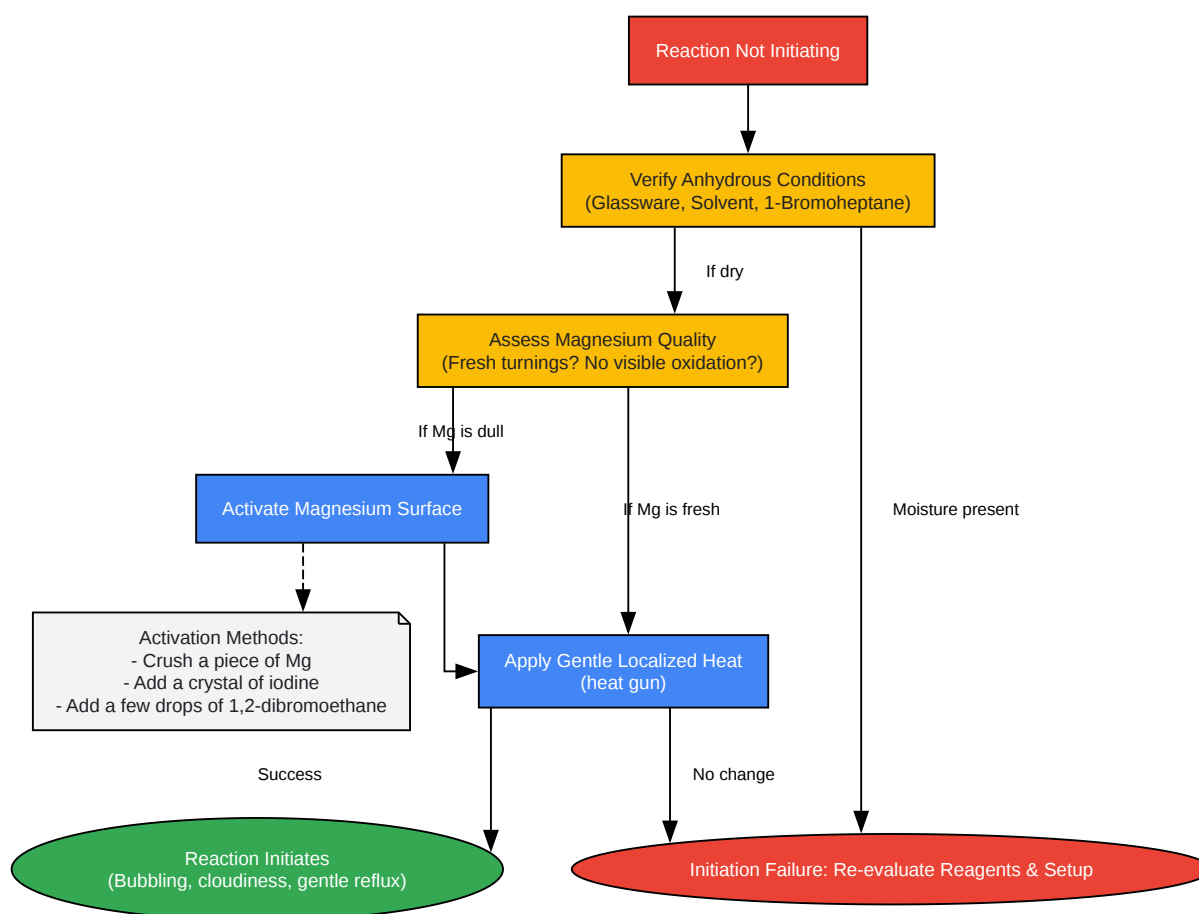 Reaction Not Initiating
Verify Anhydrous Conditions
(Glassware, Solvent, 1-Bromoheptane)
If dry
Assess Magnesium Quality
(Fresh turnings? No visible oxidation?)
If Mg is dull
Activate Magnesium Surface
If Mg is fresh
Moisture present
Activation Methods:
- Crush a piece of Mg
- Add a crystal of iodine
- Add a few drops of 1,2-dibromoethane
Apply Gentle Localized Heat
(heat gun)
Success
No change
Reaction Initiates
(Bubbling, cloudiness, gentle reflux)
Initiation Failure: Re-evaluate Reagents & Setup